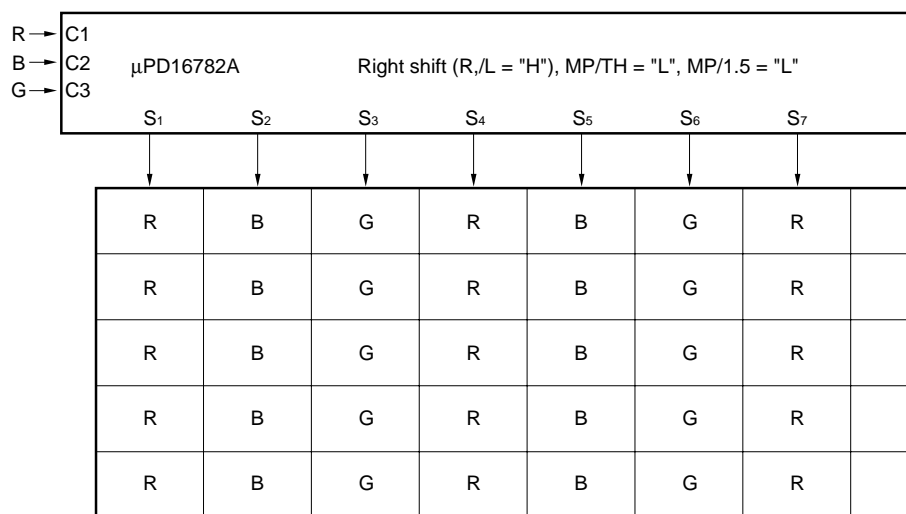 R C1
B C2
G C3
μPD16782A Right shift (R,/L = "H"), MP/TH = "L", MP/1.5 = "L"
S1 S2 S3 S4 S5 S6 S7
R B G R B G R
R B G R B G R
R B G R B G R
R B G R B G R
R B G R B G R